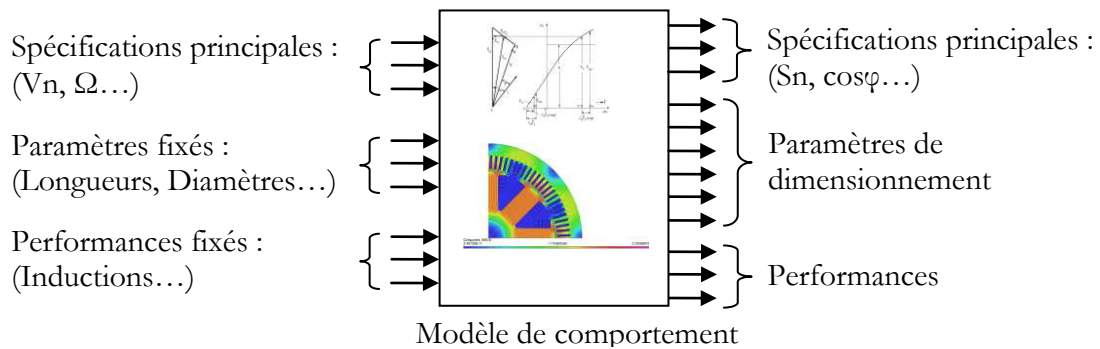 Spécifications principales :
(Vn, Ω…)
Paramètres fixés :
(Longueurs, Diamètres…)
Performances fixés :
(Inductions…)
Spécifications principales :
(Sn, cosφ…)
Paramètres de
dimensionnement
Performances
Modèle de comportement